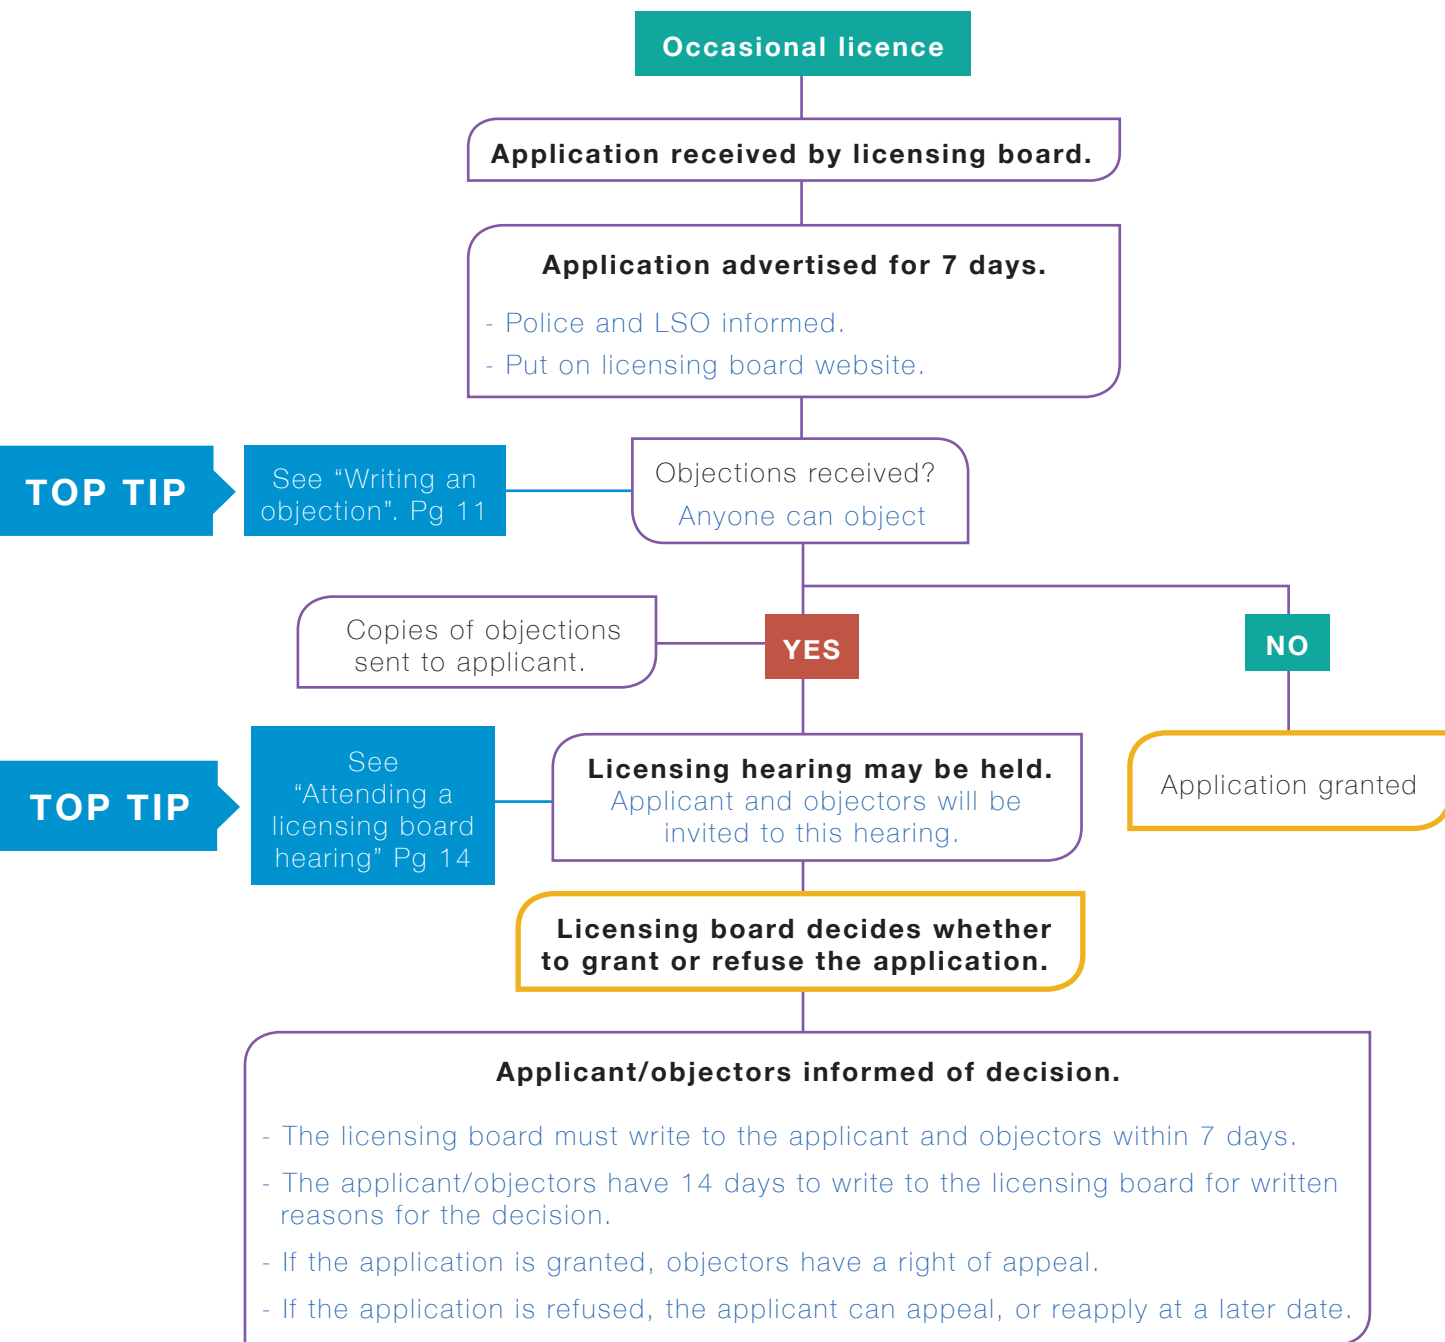 Occasional licence
Application received by licensing board.
Application advertised for 7 days.
- Police and LSO informed.
- Put on licensing board website.
TOP TIP
See “Writing an
objection”. Pg 11
Objections received?
Anyone can object
Copies of objections
sent to applicant.
YES
NO
TOP TIP
See
“Attending a
licensing board
hearing” Pg 14
Licensing hearing may be held.
Applicant and objectors will be
invited to this hearing.
Application granted
Licensing board decides whether
to grant or refuse the application.
Applicant/objectors informed of decision.
- The licensing board must write to the applicant and objectors within 7 days.
- The applicant/objectors have 14 days to write to the licensing board for written
reasons for the decision.
- If the application is granted, objectors have a right of appeal.
- If the application is refused, the applicant can appeal, or reapply at a later date.